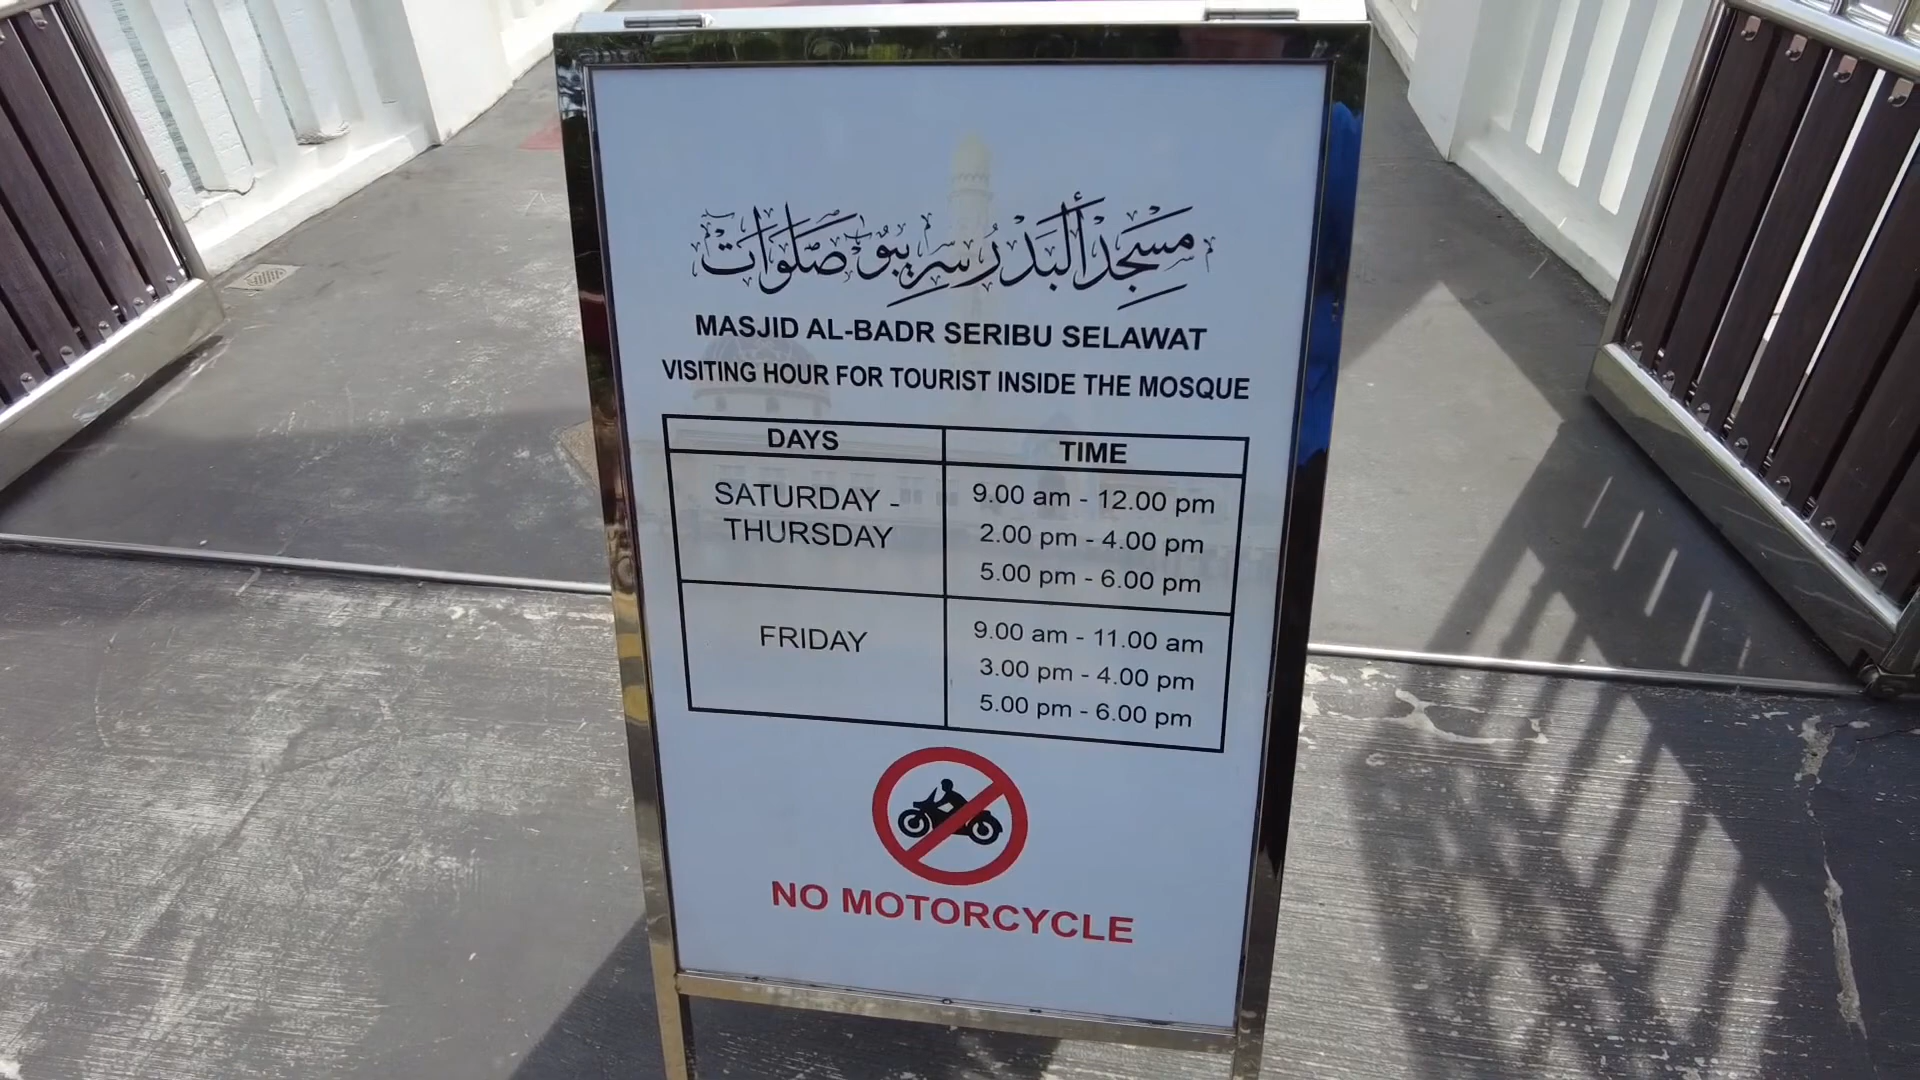 مسجد البدر سريبو صلوات
MASJID AL-BADR SERIBU SELAWAT
VISITING HOUR FOR TOURIST INSIDE THE MOSQUE
DAYS TIME
SATURDAY - THURSDAY
9.00 am - 12.00 pm
2.00 pm - 4.00 pm
5.00 pm - 6.00 pm
FRIDAY
9.00 am - 11.00 am
3.00 pm - 4.00 pm
5.00 pm - 6.00 pm
NO MOTORCYCLE